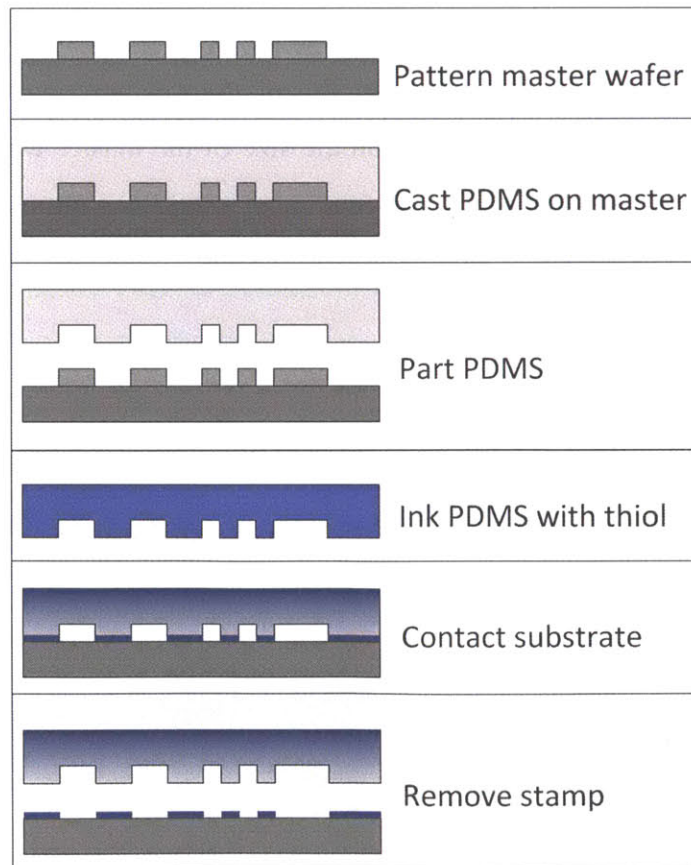 Pattern master wafer
Cast PDMS on master
Part PDMS
Ink PDMS with thiol
Contact substrate
Remove stamp